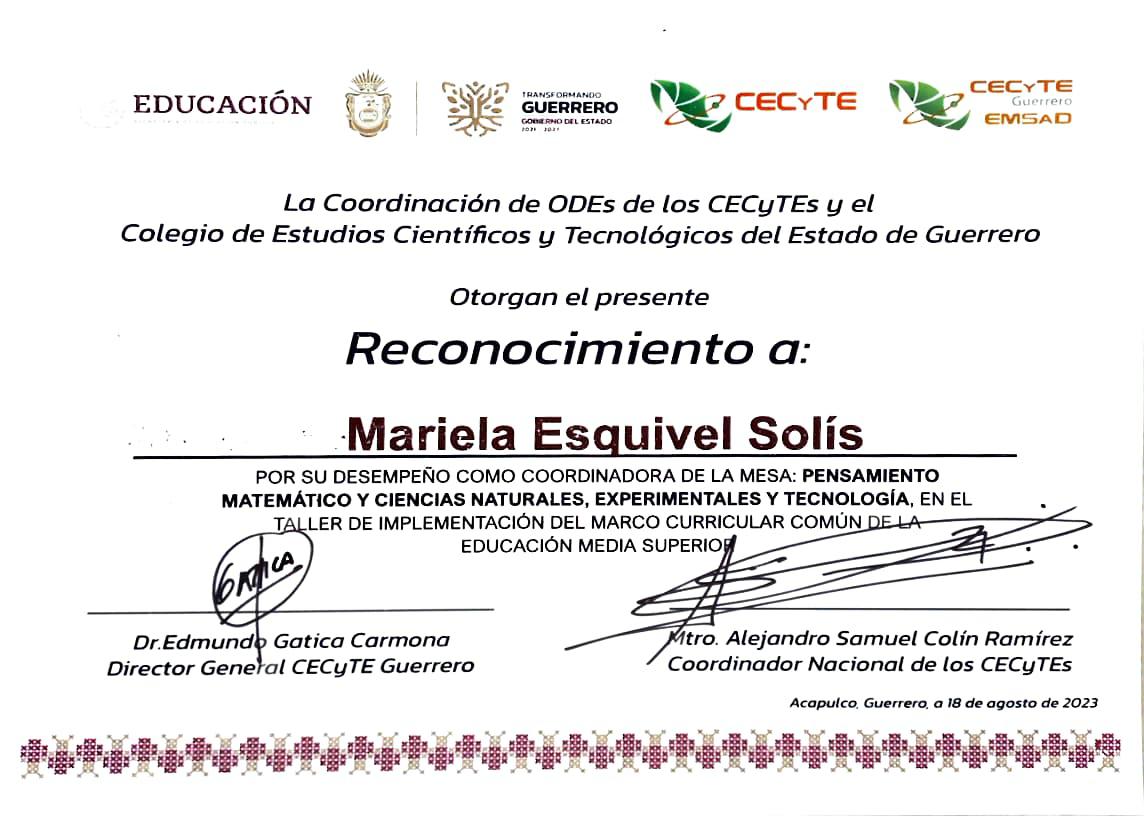 EDUCACIÓN
TRANSFORMANDO
GUERRERO
GOBIERNO DEL ESTADO
2021 - 2027
CECyTE
CECyTE
Guerrero
EMSAD
La Coordinación de ODEs de los CECyTEs y el
Colegio de Estudios Científicos y Tecnológicos del Estado de Guerrero
Otorgan el presente
Reconocimiento a:
Mariela Esquivel Solís
POR SU DESEMPEÑO COMO COORDINADORA DE LA MESA: PENSAMIENTO
MATEMÁTICO Y CIENCIAS NATURALES, EXPERIMENTALES Y TECNOLOGÍA, EN EL
TALLER DE IMPLEMENTACIÓN DEL MARCO CURRICULAR COMÚN DE LA
EDUCACIÓN MEDIA SUPERIOR
GATICA
Dr.Edmundo Gatica Carmona
Director General CECyTE Guerrero
Mtro. Alejandro Samuel Colín Ramírez
Coordinador Nacional de los CECyTEs
Acapulco, Guerrero, a 18 de agosto de 2023